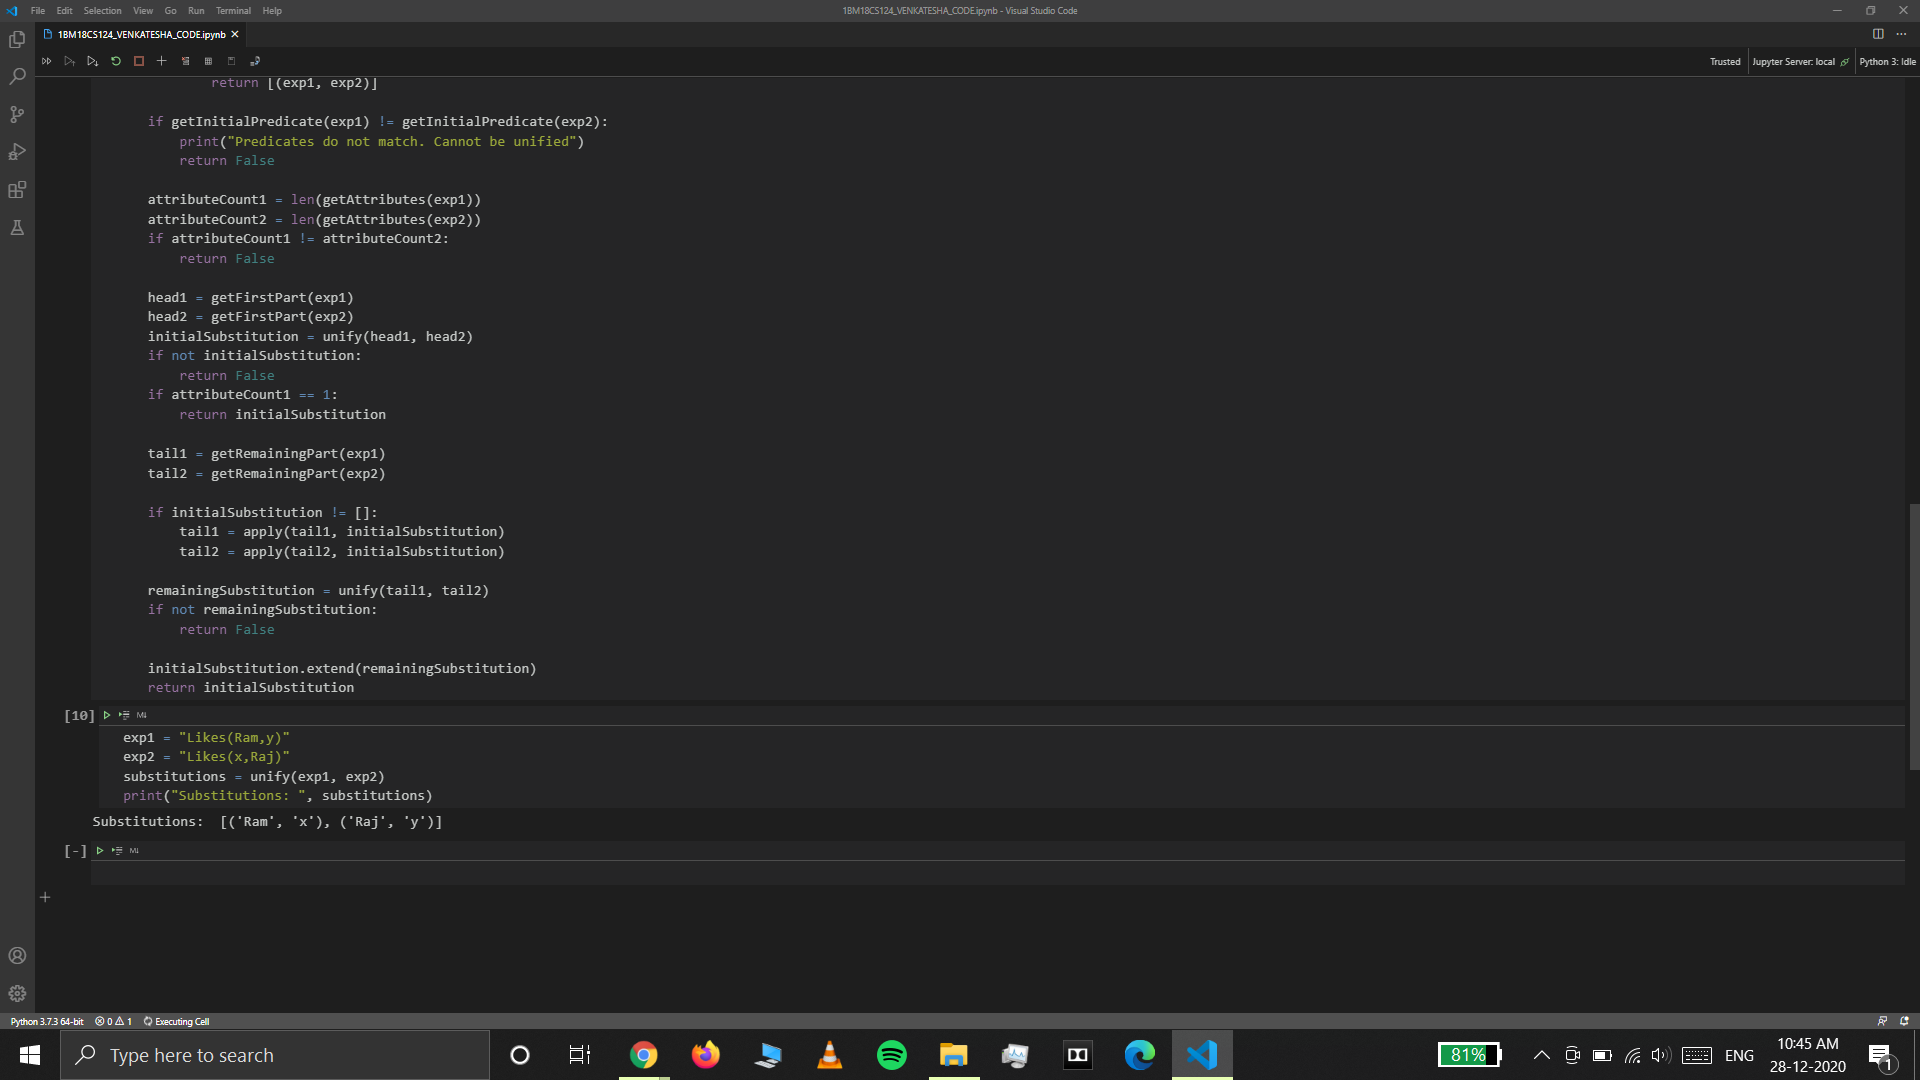 File Edit Selection View Go Run Terminal Help
1BM18CS124_VENKATESHA_CODE.ipynb - Visual Studio Code
1BM18CS124_VENKATESHA_CODE.ipynb
Trusted Jupyter Server: local Python 3: Idle
return [(exp1, exp2)]
if getInitialPredicate(exp1) != getInitialPredicate(exp2):
print("Predicates do not match. Cannot be unified")
return False
attributeCount1 = len(getAttributes(exp1))
attributeCount2 = len(getAttributes(exp2))
if attributeCount1 != attributeCount2:
return False
head1 = getFirstPart(exp1)
head2 = getFirstPart(exp2)
initialSubstitution = unify(head1, head2)
if not initialSubstitution:
return False
if attributeCount1 == 1:
return initialSubstitution
tail1 = getRemainingPart(exp1)
tail2 = getRemainingPart(exp2)
if initialSubstitution != []:
tail1 = apply(tail1, initialSubstitution)
tail2 = apply(tail2, initialSubstitution)
remainingSubstitution = unify(tail1, tail2)
if not remainingSubstitution:
return False
initialSubstitution.extend(remainingSubstitution)
return initialSubstitution
[10] M↓
exp1 = "Likes(Ram,y)"
exp2 = "Likes(x,Raj)"
substitutions = unify(exp1, exp2)
print("Substitutions: ", substitutions)
Substitutions:  [('Ram', 'x'), ('Raj', 'y')]
[-] M↓
Python 3.7.3 64-bit 0 1 Executing Cell
Type here to search
81%
ENG
10:45 AM
28-12-2020
1